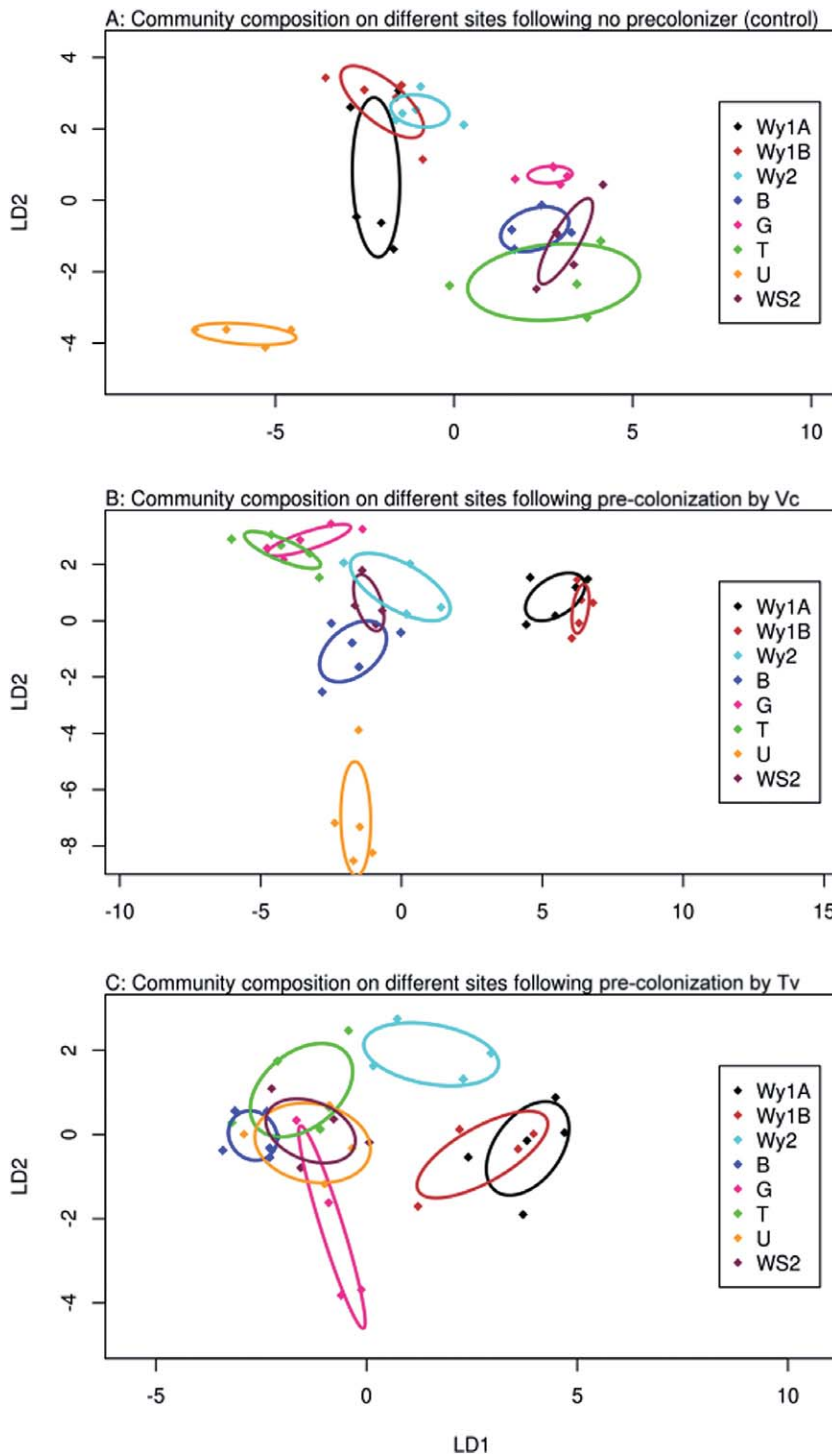 A: Community composition on different sites following no precolonizer (control)
4
2
0
-2
-4
LD2
-5
0
5
10
Wy1A
Wy1B
Wy2
B
G
T
U
WS2
B: Community composition on different sites following pre-colonization by Vc
2
0
-2
-4
-6
-8
LD2
-10
-5
0
5
10
15
Wy1A
Wy1B
Wy2
B
G
T
U
WS2
C: Community composition on different sites following pre-colonization by Tv
2
0
-2
-4
LD2
-5
0
5
10
LD1
Wy1A
Wy1B
Wy2
B
G
T
U
WS2